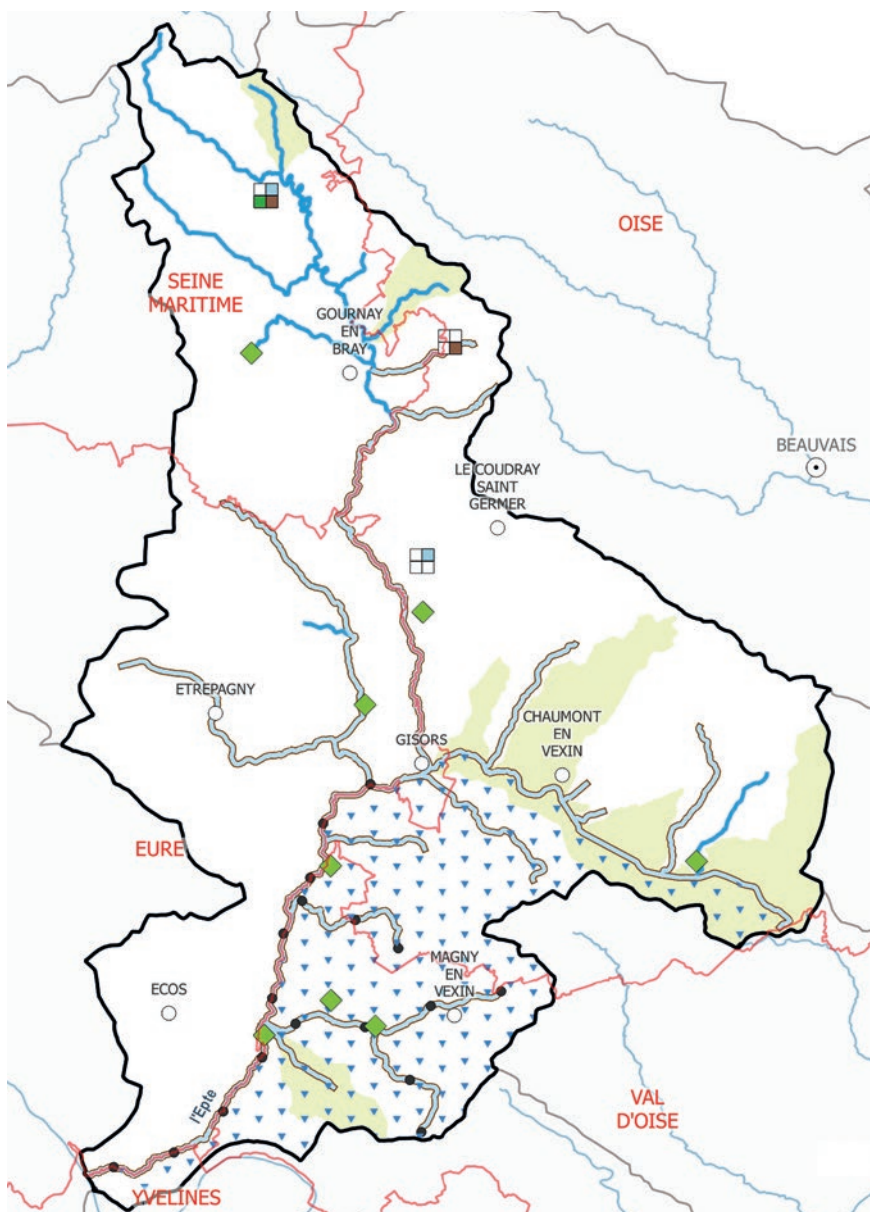 OISE
SEINE
MARITIME
GOURNAY
EN
BRAY
BEAUVAIS
LE COUDRAY
SAINT
GERMER
ETREPAGNY
CHAUMONT
EN
VEXIN
GISORS
EURE
MAGNY
EN
VEXIN
ECOS
l'Epte
VAL
D'OISE
YVELINES